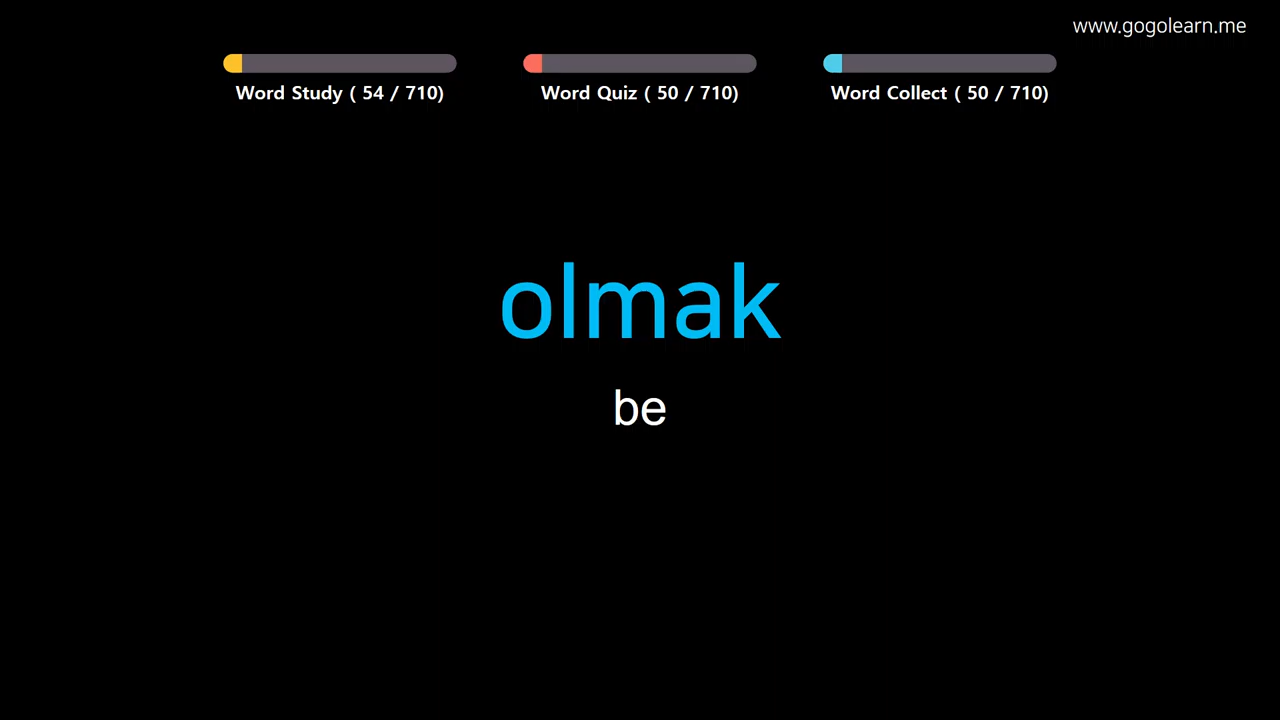 www.gogolearn.me
Word Study ( 54 / 710)
Word Quiz ( 50 / 710)
Word Collect ( 50 / 710)
olmak
be